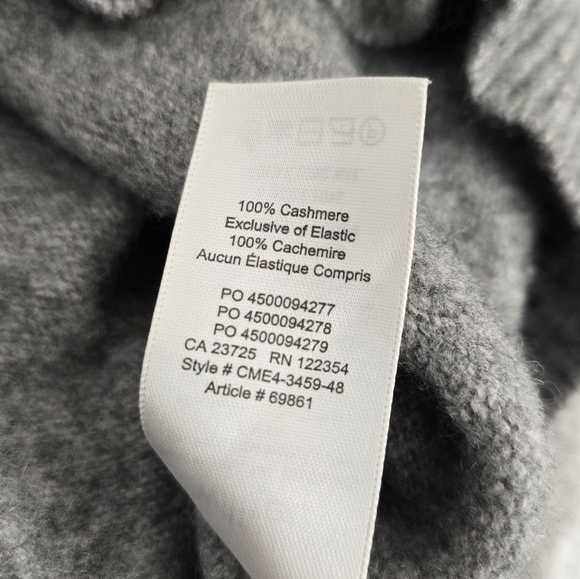 100% Cashmere
Exclusive of Elastic
100% Cachemire
Aucun Élastique Compris
PO 4500094277
PO 4500094278
PO 4500094279
CA 23725 RN 122354
Style # CME4-3459-48
Article # 69861